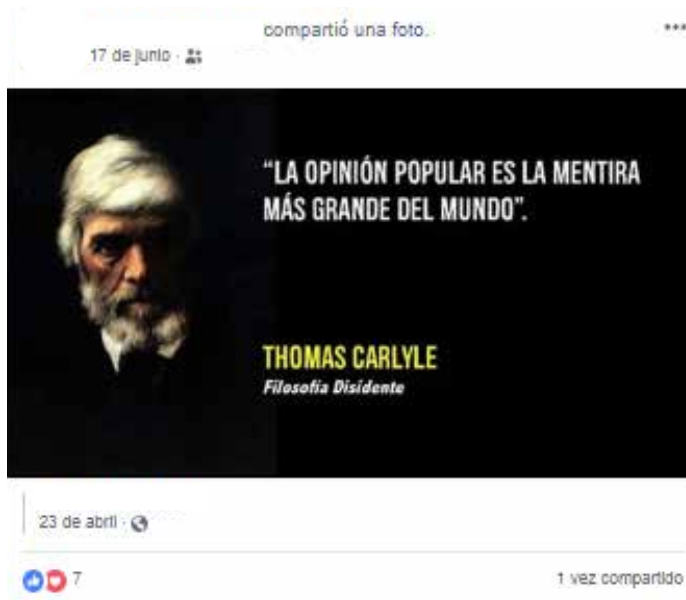 compartió una foto.
17 de junio ·
“LA OPINIÓN POPULAR ES LA MENTIRA
MÁS GRANDE DEL MUNDO”.
THOMAS CARLYLE
Filosofía Disidente
23 de abril ·
7
1 vez compartido